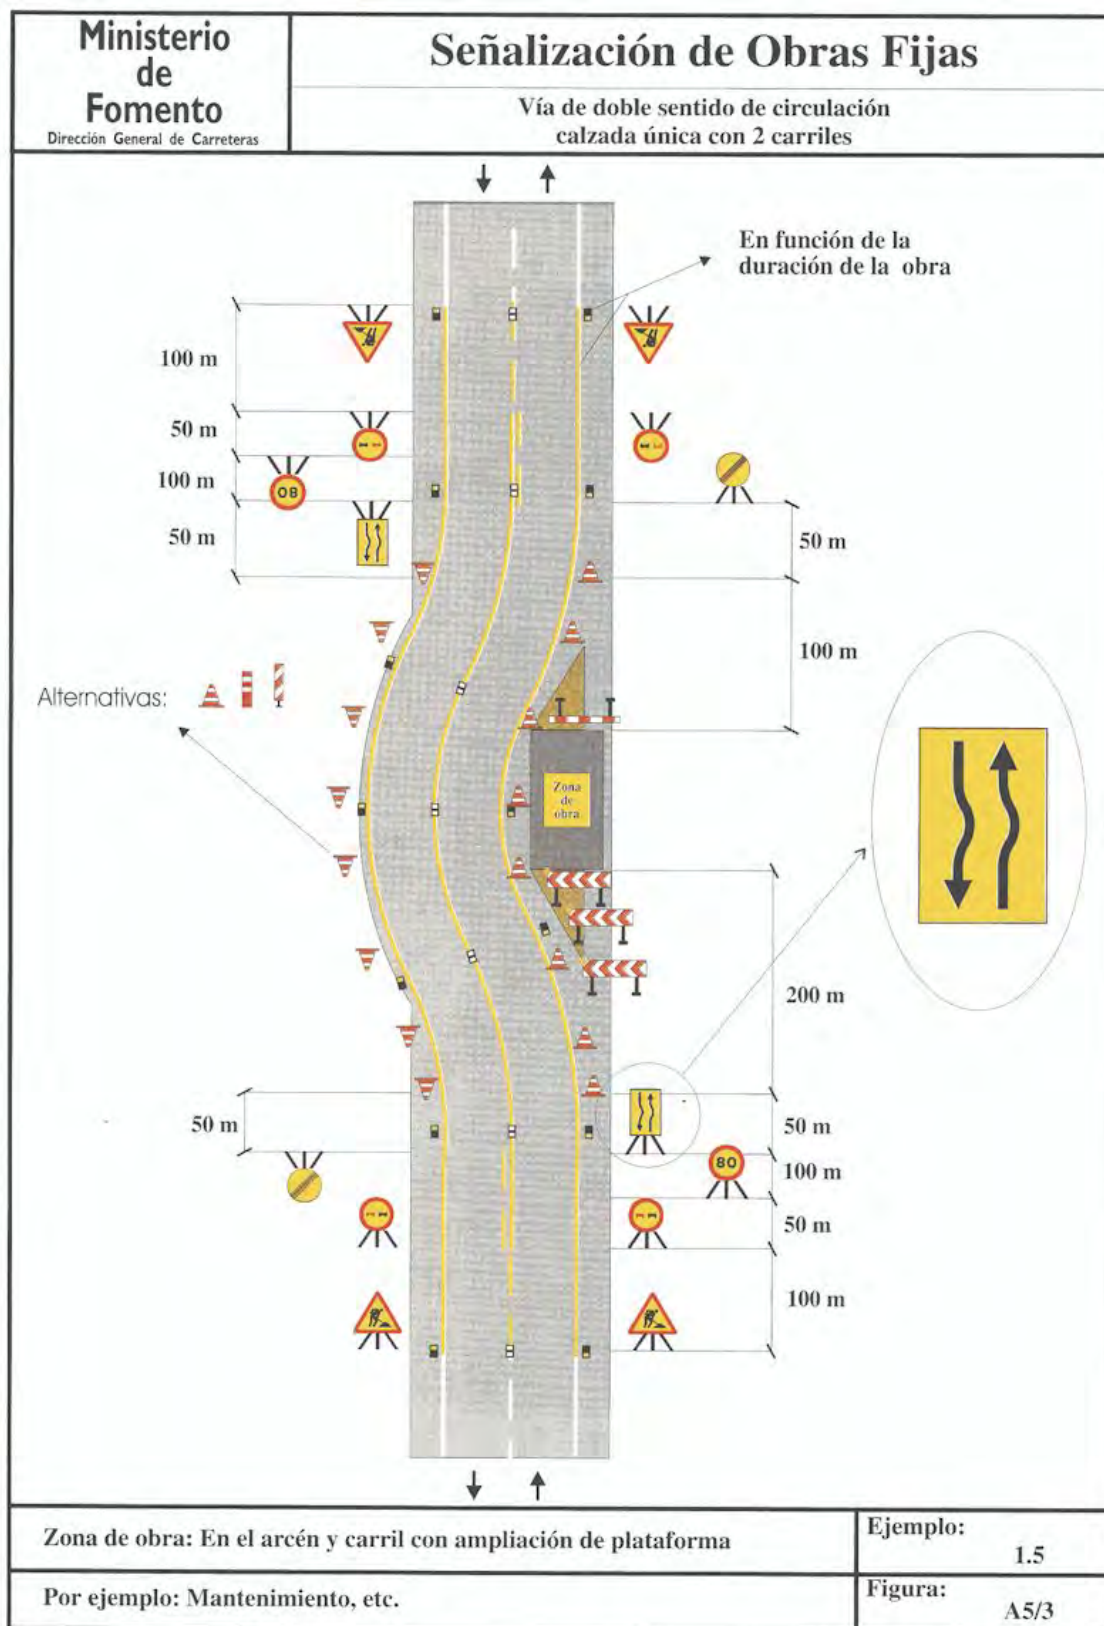 Ministerio
de
Fomento
Dirección General de Carreteras
Señalización de Obras Fijas
Vía de doble sentido de circulación
calzada única con 2 carriles
En función de la
duración de la obra
100 m
50 m
100 m
80
50 m
50 m
100 m
Alternativas:
Zona
de
obra
200 m
50 m
50 m
80
100 m
50 m
100 m
Zona de obra: En el arcén y carril con ampliación de plataforma
Ejemplo:
1.5
Por ejemplo: Mantenimiento, etc.
Figura:
A5/3